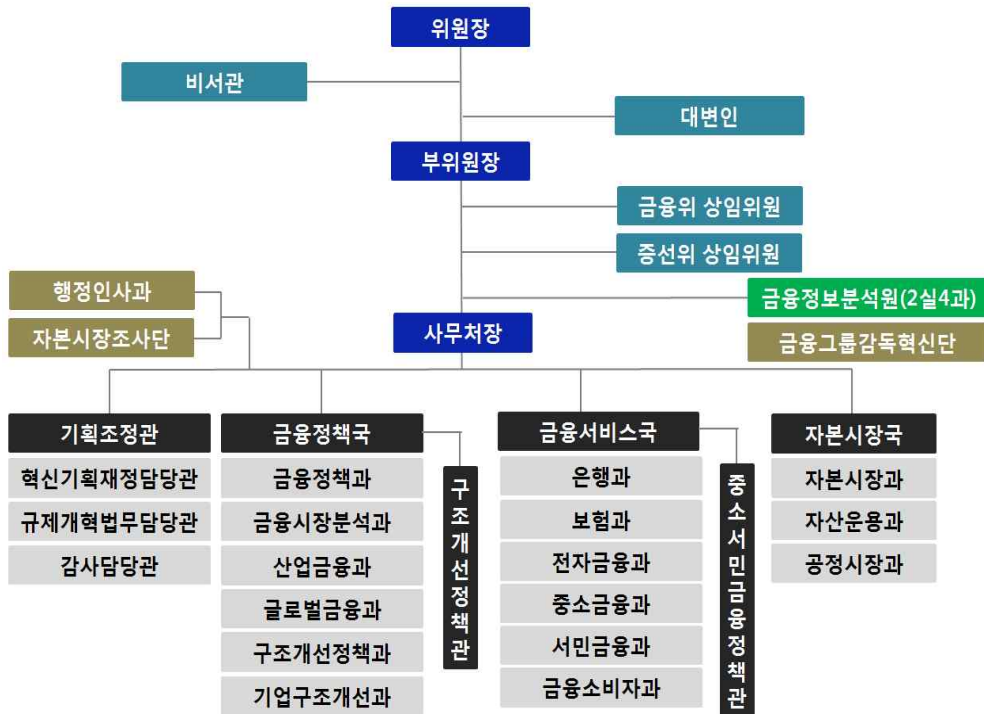 위원장
비서관
대변인
부위원장
금융위 상임위원
증선위 상임위원
행정인사과
금융정보분석원(2실4과)
자본시장조사단
사무처장
금융그룹감독혁신단
기획조정관
혁신기획재정담당관
규제개혁법무담당관
감사담당관
금융정책국
금융정책과
금융시장분석과
산업금융과
글로벌금융과
구조개선정책과
기업구조개선과
구조개선정책관
금융서비스국
은행과
보험과
전자금융과
중소금융과
서민금융과
금융소비자과
중소서민금융정책관
자본시장국
자본시장과
자산운용과
공정시장과